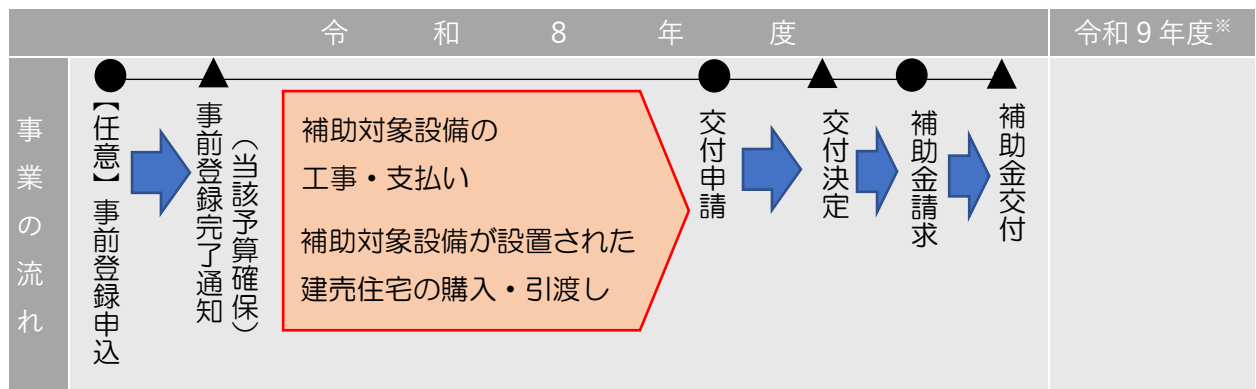 令和8年度
令和9年度※
事業の流れ
【任意】事前登録申込
事前登録完了通知
（当該予算確保）
補助対象設備の
工事・支払い
補助対象設備が設置された
建売住宅の購入・引渡し
交付申請
交付決定
補助金請求
補助金交付